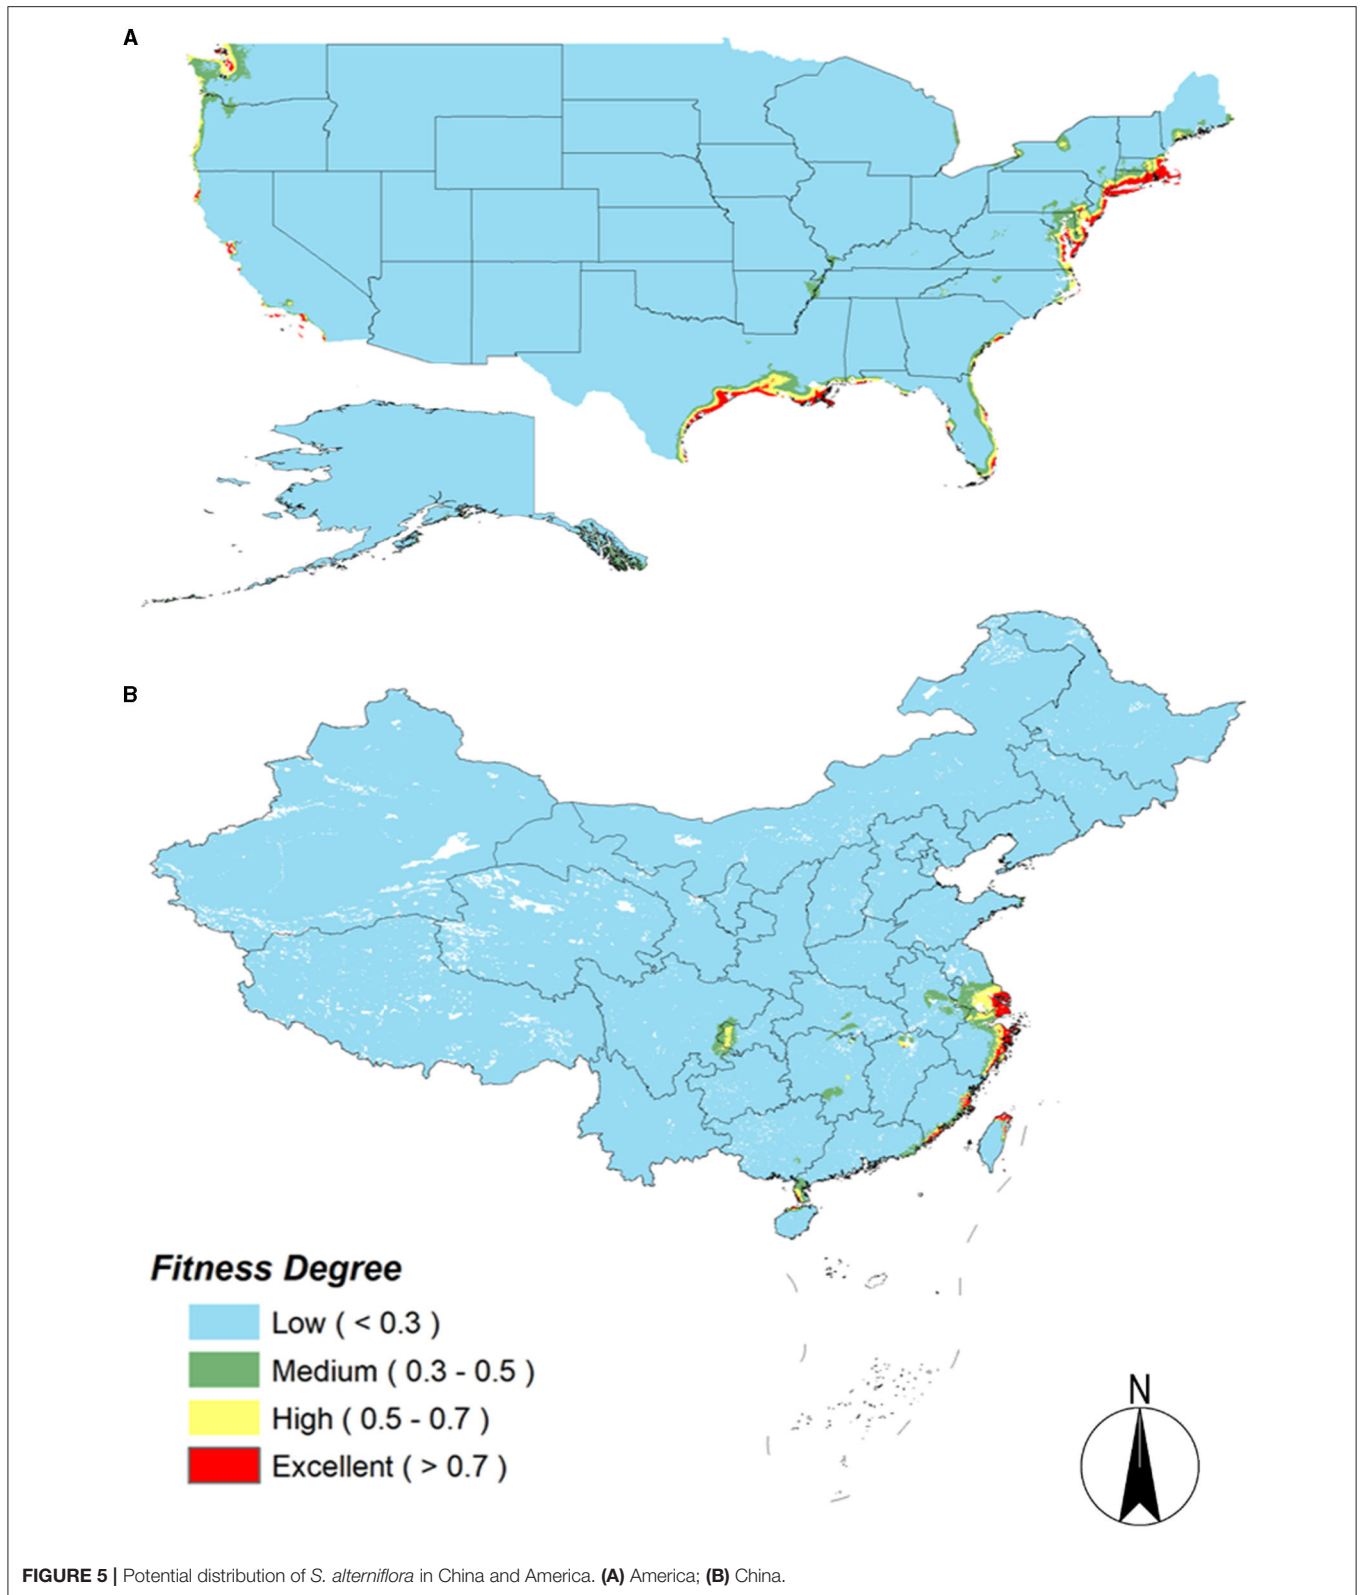 A
B
Fitness Degree
Low ( < 0.3 )
Medium ( 0.3 - 0.5 )
High ( 0.5 - 0.7 )
Excellent ( > 0.7 )
N
FIGURE 5 | Potential distribution of S. alterniflora in China and America. (A) America; (B) China.